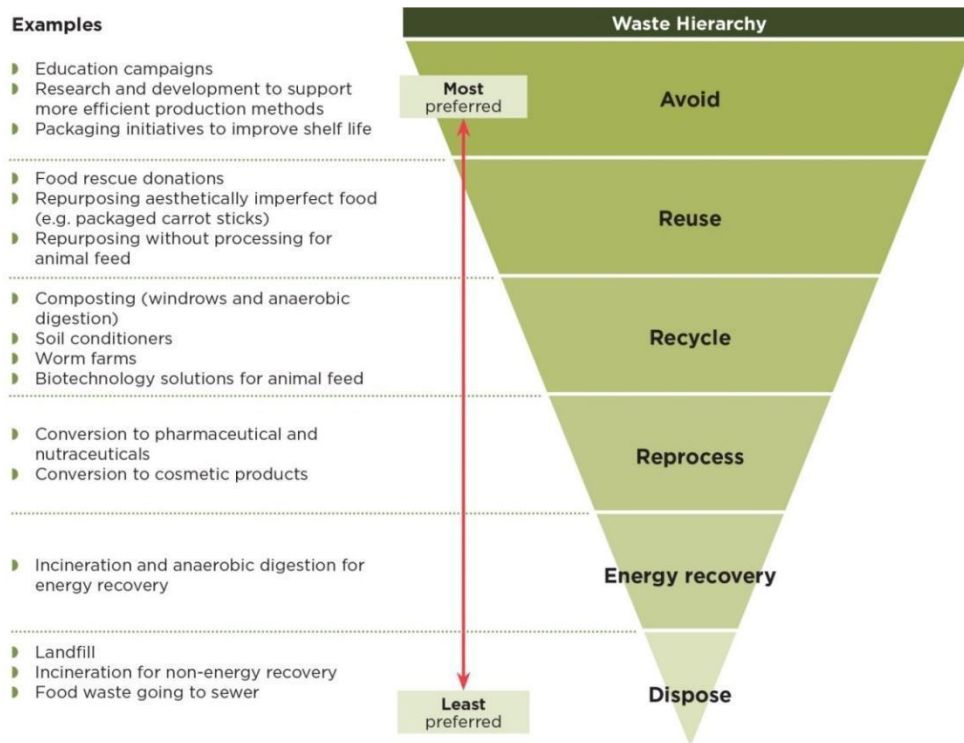 Examples
Waste Hierarchy
Education campaigns
Research and development to support
more efficient production methods
Packaging initiatives to improve shelf life
Most
preferred
Avoid
Food rescue donations
Repurposing aesthetically imperfect food
(e.g. packaged carrot sticks)
Repurposing without processing for
animal feed
Reuse
Composting (windrows and anaerobic
digestion)
Soil conditioners
Worm farms
Biotechnology solutions for animal feed
Recycle
Conversion to pharmaceutical and
nutraceuticals
Conversion to cosmetic products
Reprocess
Incineration and anaerobic digestion for
energy recovery
Energy recovery
Landfill
Incineration for non-energy recovery
Food waste going to sewer
Least
preferred
Dispose